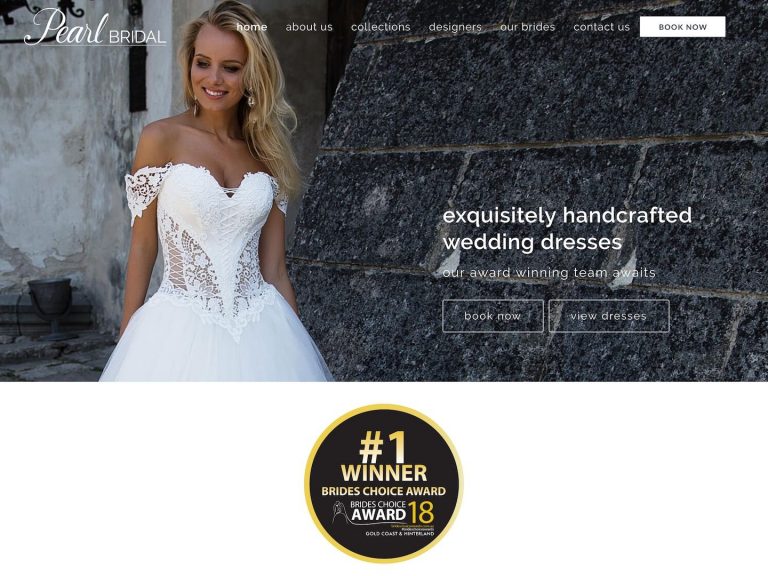 Pearl BRIDAL
home about us collections designers our brides contact us BOOK NOW
exquisitely handcrafted
wedding dresses
our award winning team awaits
book now view dresses
#1
WINNER
BRIDES CHOICE AWARD
BRIDES CHOICE
AWARD 18
GOLD COAST & HINTERLAND